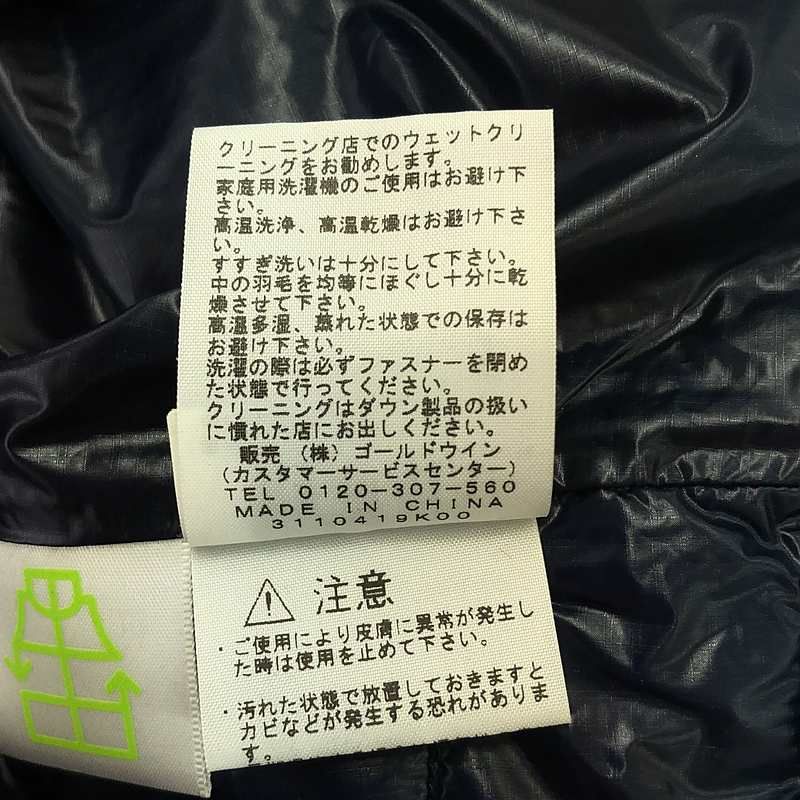 クリーニング店でのウェットクリ
ーニングをお勧めします。
家庭用洗濯機のご使用はお避け下
さい。
高温洗浄、高温乾燥はお避け下さ
い。
すすぎ洗いは十分にして下さい。
中の羽毛を均等にほぐし十分に乾
燥させて下さい。
高温多湿、蒸れた状態での保存は
お避け下さい。
洗濯の際は必ずファスナーを閉め
た状態で行ってください。
クリーニングはダウン製品の扱い
に慣れた店にお出しください。
販売 (株) ゴールドウイン
(カスタマーサービスセンター)
TEL 0120-307-560
MADE IN CHINA
3110419K00
注意
・ご使用により皮膚に異常が発生し
た時は使用を止めて下さい。
・汚れた状態で放置しておきますと
カビなどが発生する恐れがありま
す。